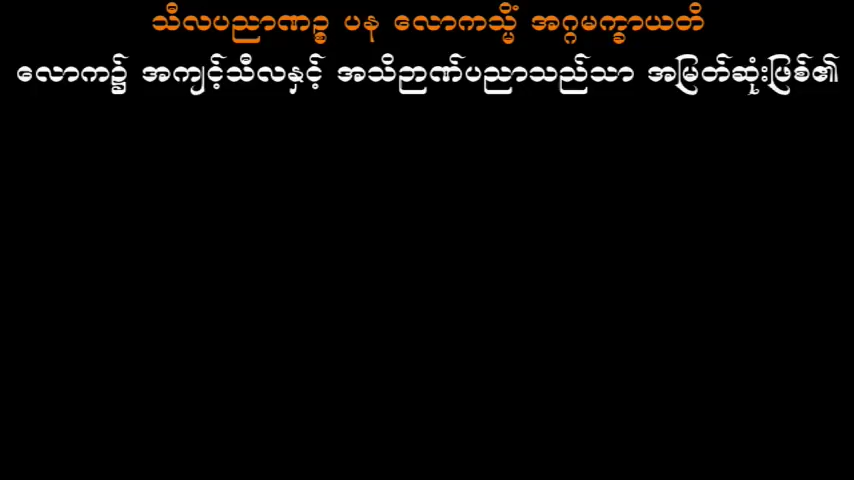 သီလပညာဏဉ္စ ပန လောကသ္မိံ အဂ္ဂမက္ခာယတိ
လောက၌ အကျင့်သီလနှင့် အသိဉာဏ်ပညာသည်သာ အမြတ်ဆုံးဖြစ်၏